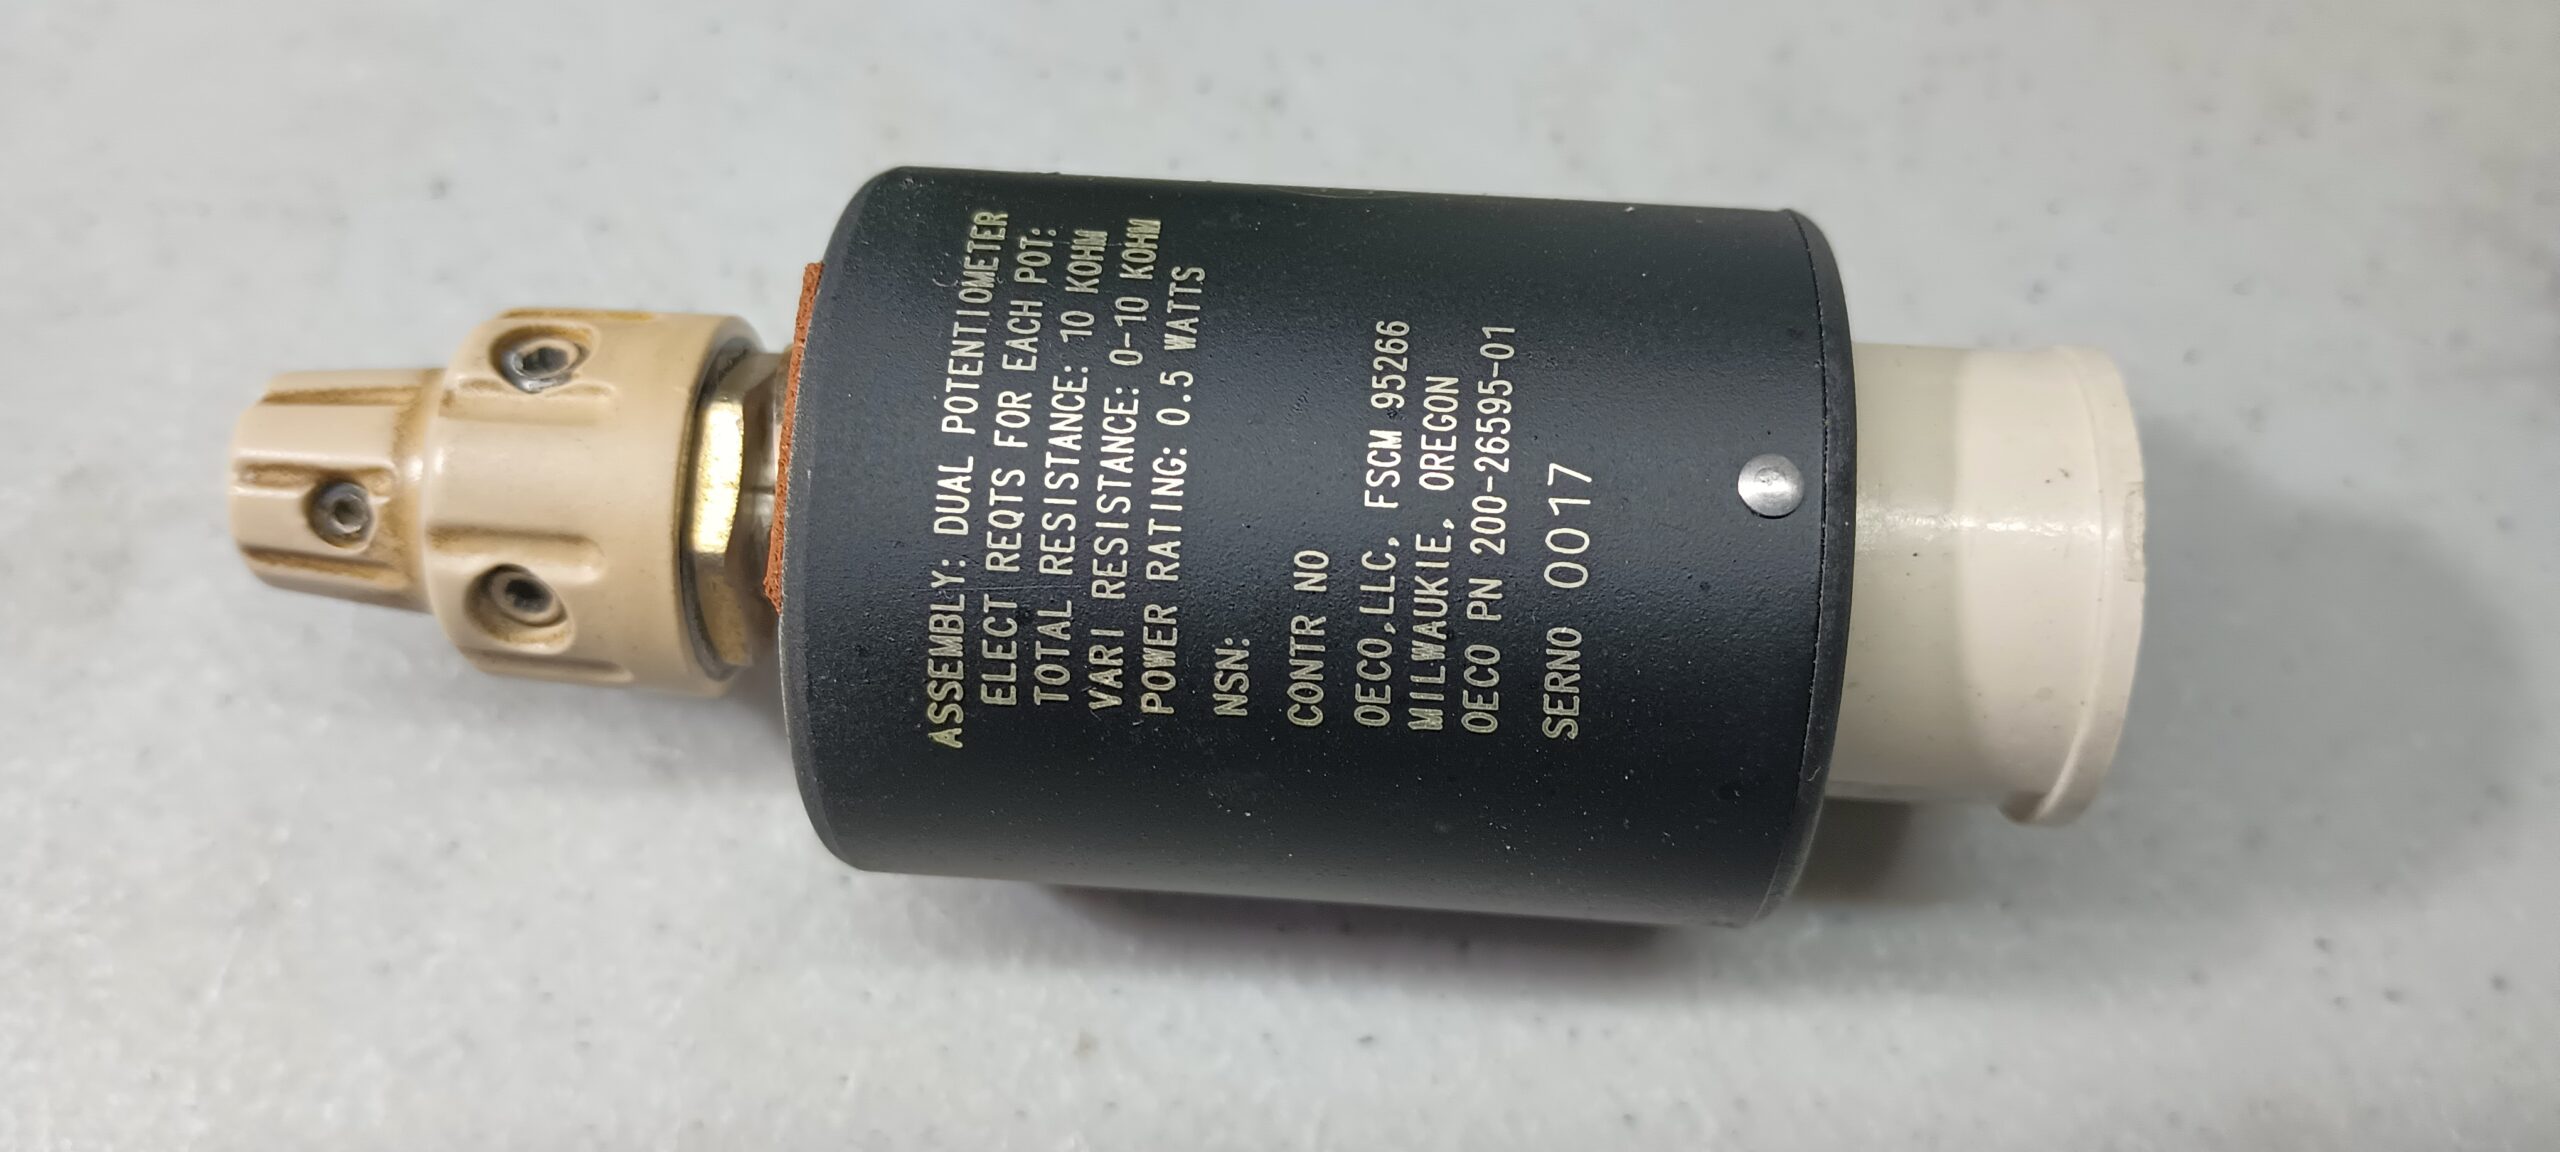 ASSEMBLY: DUAL POTENTIOMETER
ELECT REQTS FOR EACH POT:
TOTAL RESISTANCE: 10 KOHM
VARI RESISTANCE: 0-10 KOHM
POWER RATING: 0.5 WATTS
NSN:
CONTR NO
OECO,LLC, FSCM 95266
MILWAUKIE, OREGON
OECO PN 200-26595-01
SERNO 0017